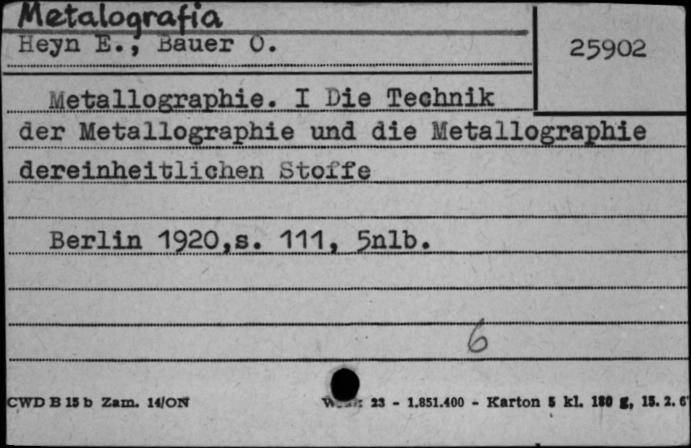 Metalografia
Heyn E., Bauer O.
25902
Metallographie. I Die Technik
der Metallographie und die Metallographie
dereinheitlichen Stoffe
Berlin 1920,s. 111, 5nlb.
6
CWD B 15 b Zam. 14/ON
23 - 1.851.400 - Karton 5 kl. 180 g, 15. 2. 6